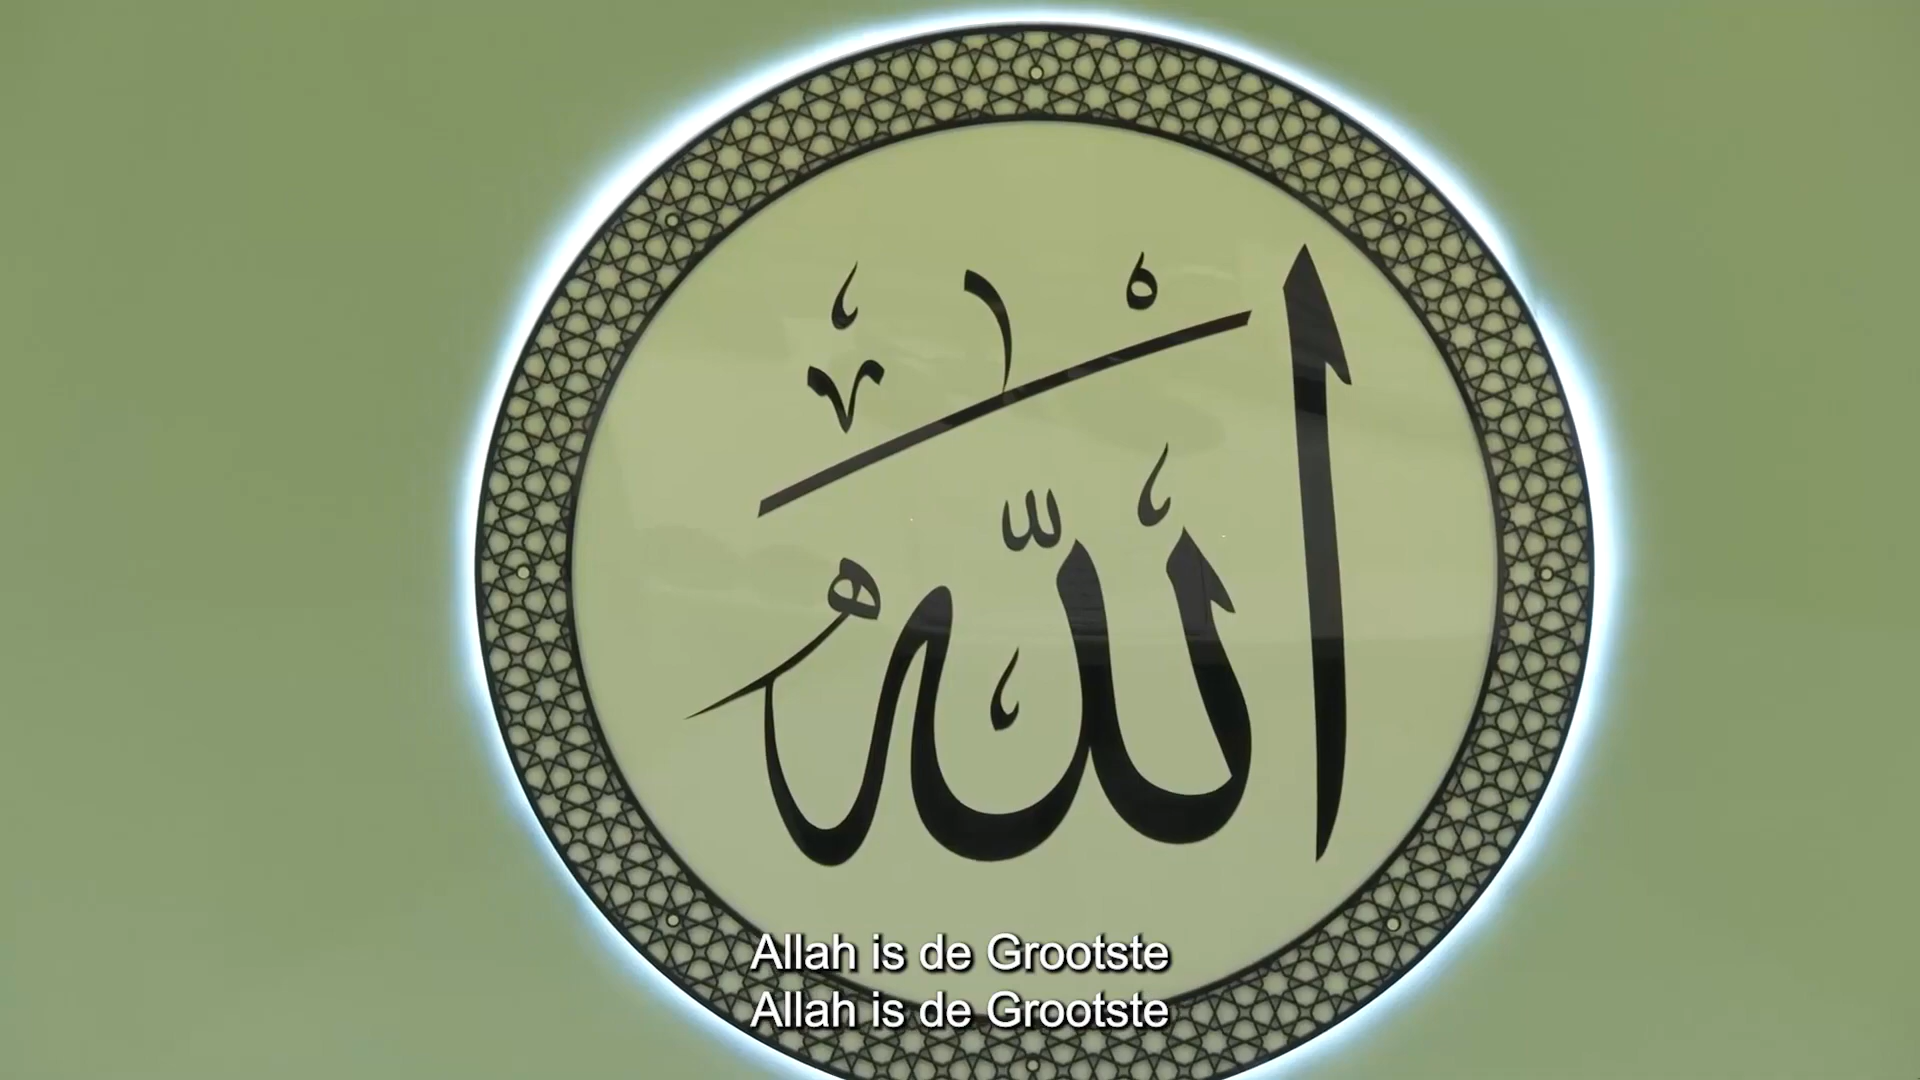 الله
Allah is de Grootste
Allah is de Grootste